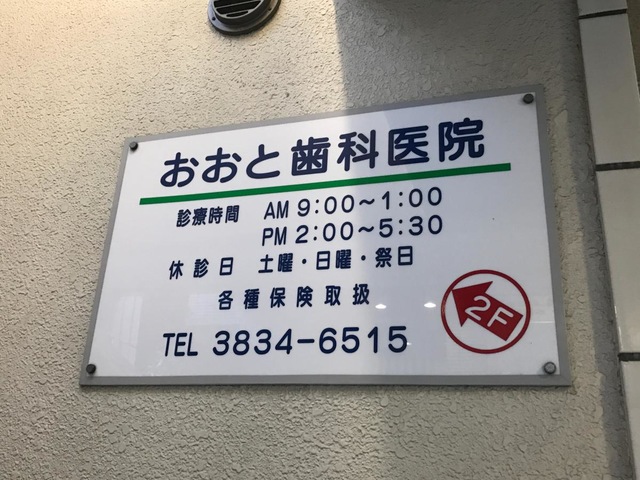 おおと歯科医院
診療時間 AM 9:00～1:00
PM 2:00～5:30
休診日 土曜・日曜・祭日
各種保険取扱
2F
TEL 3834-6515